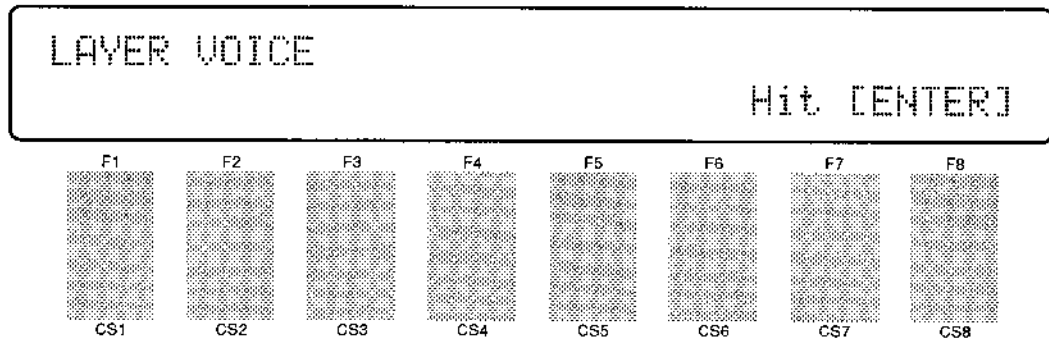 LAYER VOICE
Hit [ENTER]
F1 F2 F3 F4 F5 F6 F7 F8
CS1 CS2 CS3 CS4 CS5 CS6 CS7 CS8